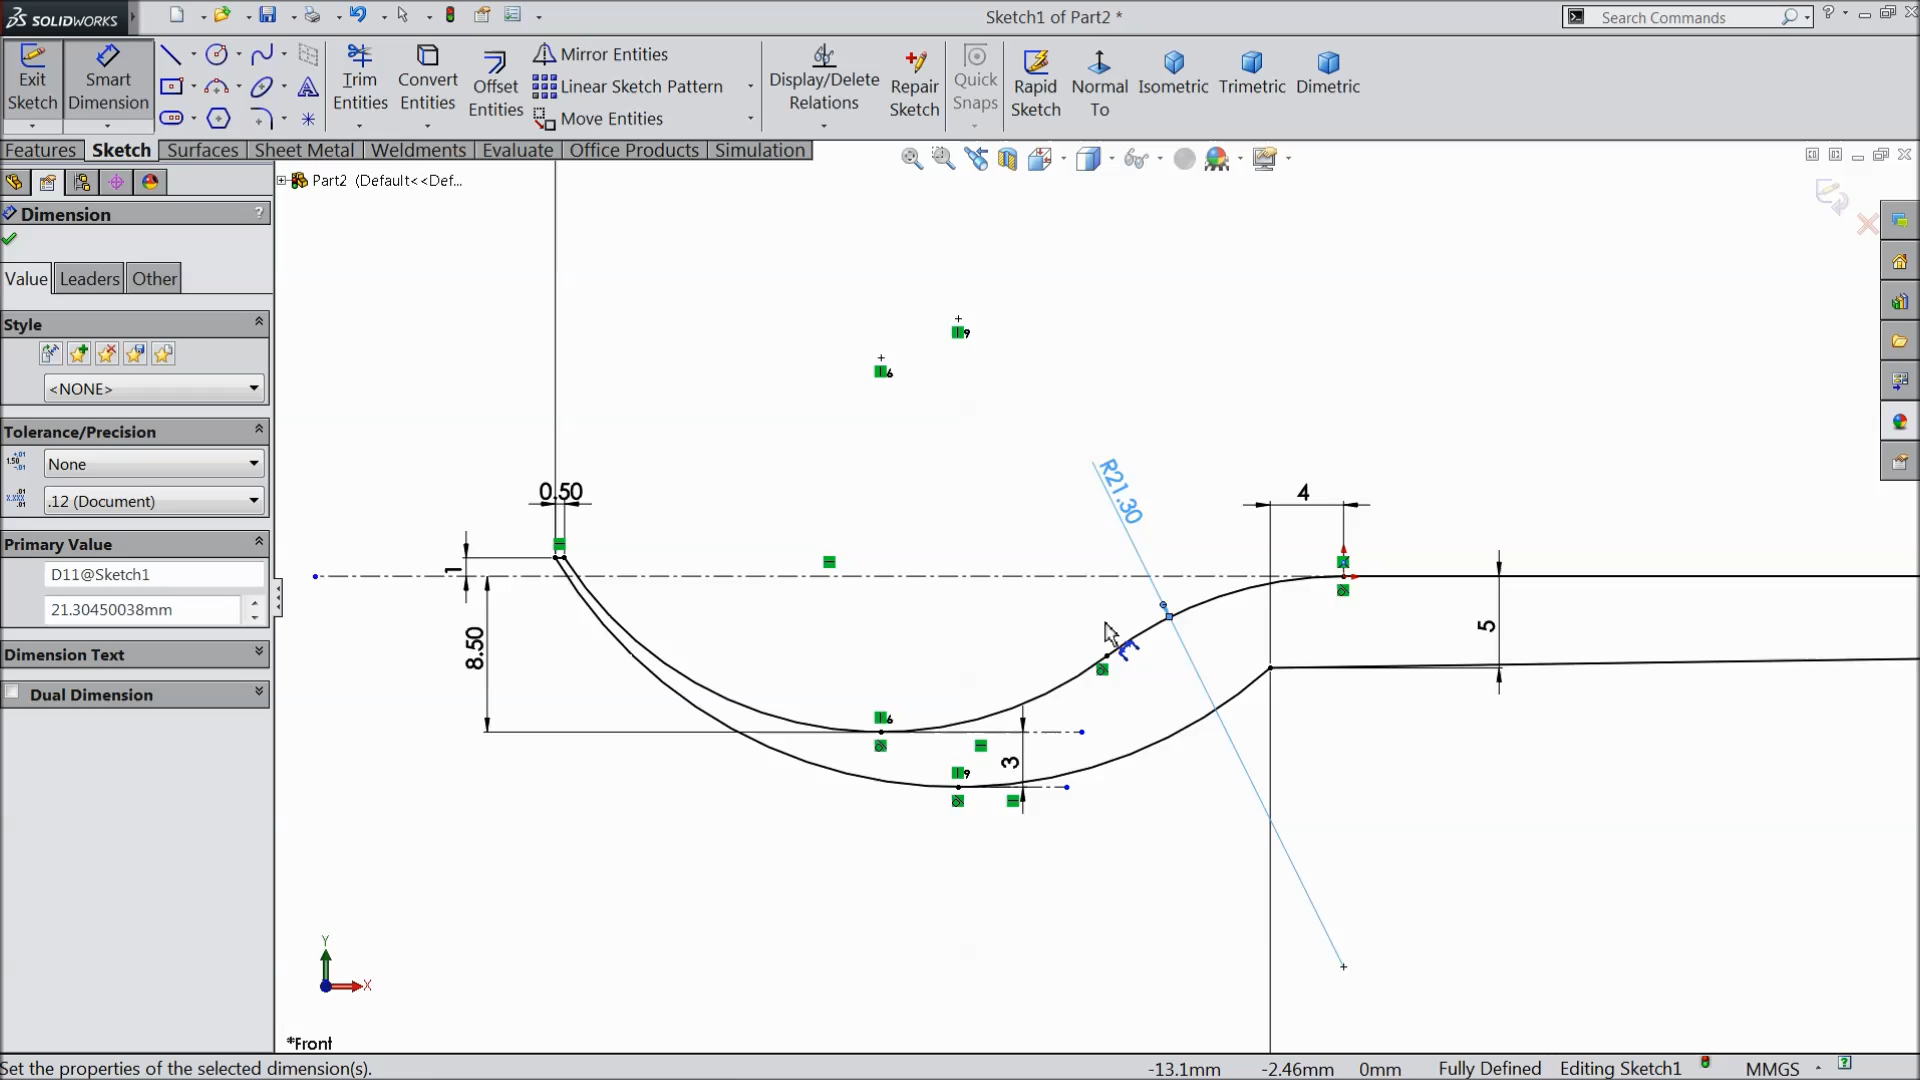 SOLIDWORKS
Sketch1 of Part2 *
Search Commands
Exit Sketch
Smart Dimension
Trim Entities
Convert Entities
Offset Entities
Mirror Entities
Linear Sketch Pattern
Move Entities
Display/Delete Relations
Repair Sketch
Quick Snaps
Rapid Sketch
Normal To
Isometric
Trimetric
Dimetric
Features
Sketch
Surfaces
Sheet Metal
Weldments
Evaluate
Office Products
Simulation
Part2 (Default<<Def...
Dimension
?
Value
Leaders
Other
Style
<NONE>
Tolerance/Precision
None
.12 (Document)
Primary Value
D11@Sketch1
21.30450038mm
Dimension Text
Dual Dimension
9
6
0.50
R21.30
4
1
8.50
5
6
3
9
Y
X
*Front
Set the properties of the selected dimension(s).
-13.1mm
-2.46mm
0mm
Fully Defined
Editing Sketch1
MMGS
?